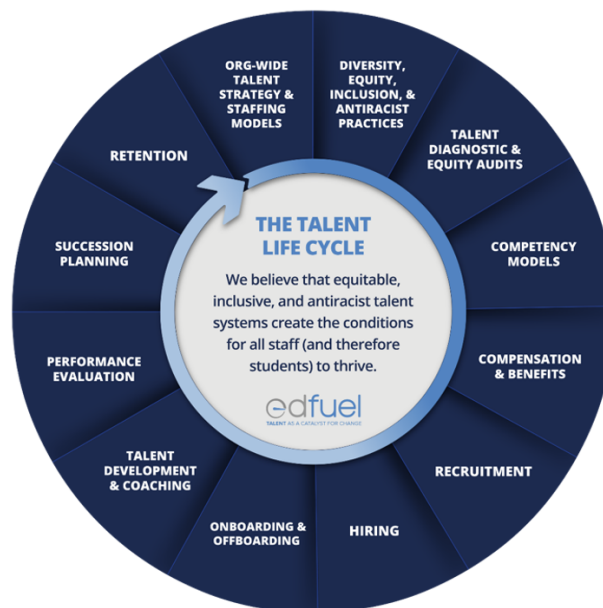 ORG-WIDE
TALENT
STRATEGY &
STAFFING
MODELS
DIVERSITY,
EQUITY,
INCLUSION, &
ANTIRACIST
PRACTICES
TALENT
DIAGNOSTIC &
EQUITY AUDITS
COMPETENCY
MODELS
COMPENSATION
& BENEFITS
RECRUITMENT
HIRING
ONBOARDING &
OFFBOARDING
TALENT
DEVELOPMENT
& COACHING
PERFORMANCE
EVALUATION
SUCCESSION
PLANNING
RETENTION
THE TALENT
LIFE CYCLE
We believe that equitable,
inclusive, and antiracist talent
systems create the conditions
for all staff (and therefore
students) to thrive.
edfuel
TALENT AS A CATALYST FOR CHANGE